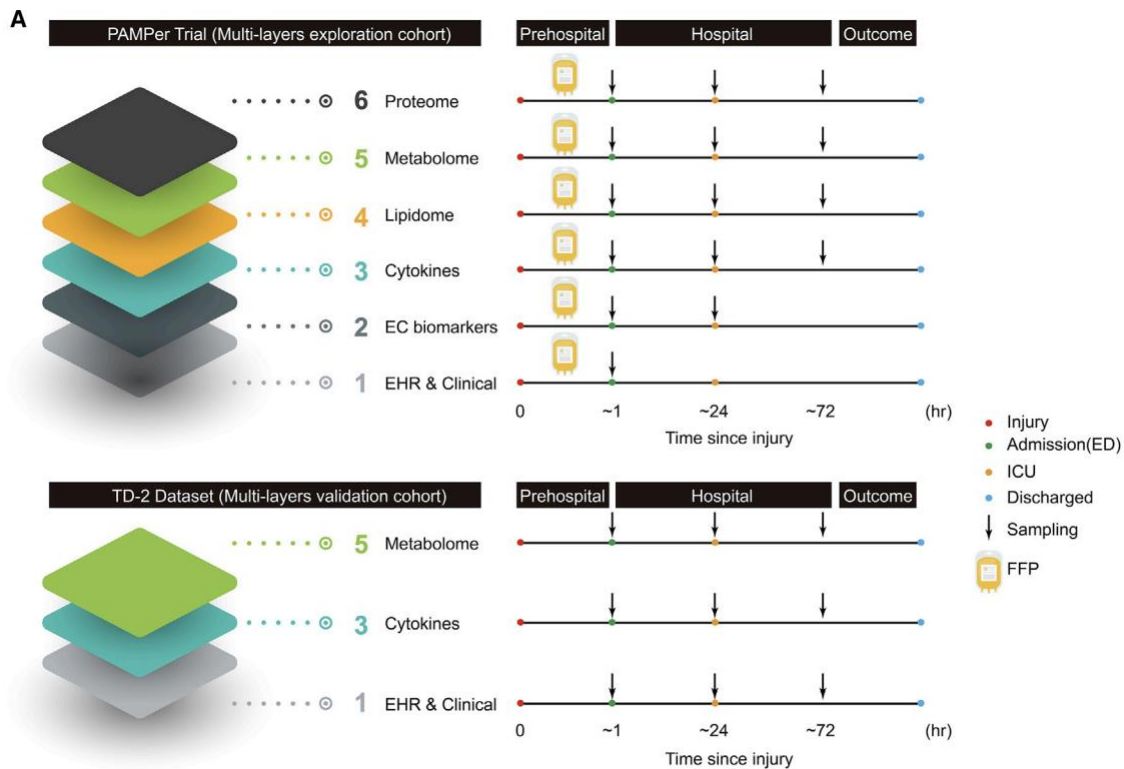 A
PAMPer Trial (Multi-layers exploration cohort)
Prehospital
Hospital
Outcome
6 Proteome
5 Metabolome
4 Lipidome
3 Cytokines
2 EC biomarkers
1 EHR & Clinical
0 ~1 ~24 ~72 (hr)
Time since injury
Injury
Admission(ED)
ICU
Discharged
Sampling
FFP
TD-2 Dataset (Multi-layers validation cohort)
Prehospital
Hospital
Outcome
5 Metabolome
3 Cytokines
1 EHR & Clinical
0 ~1 ~24 ~72 (hr)
Time since injury